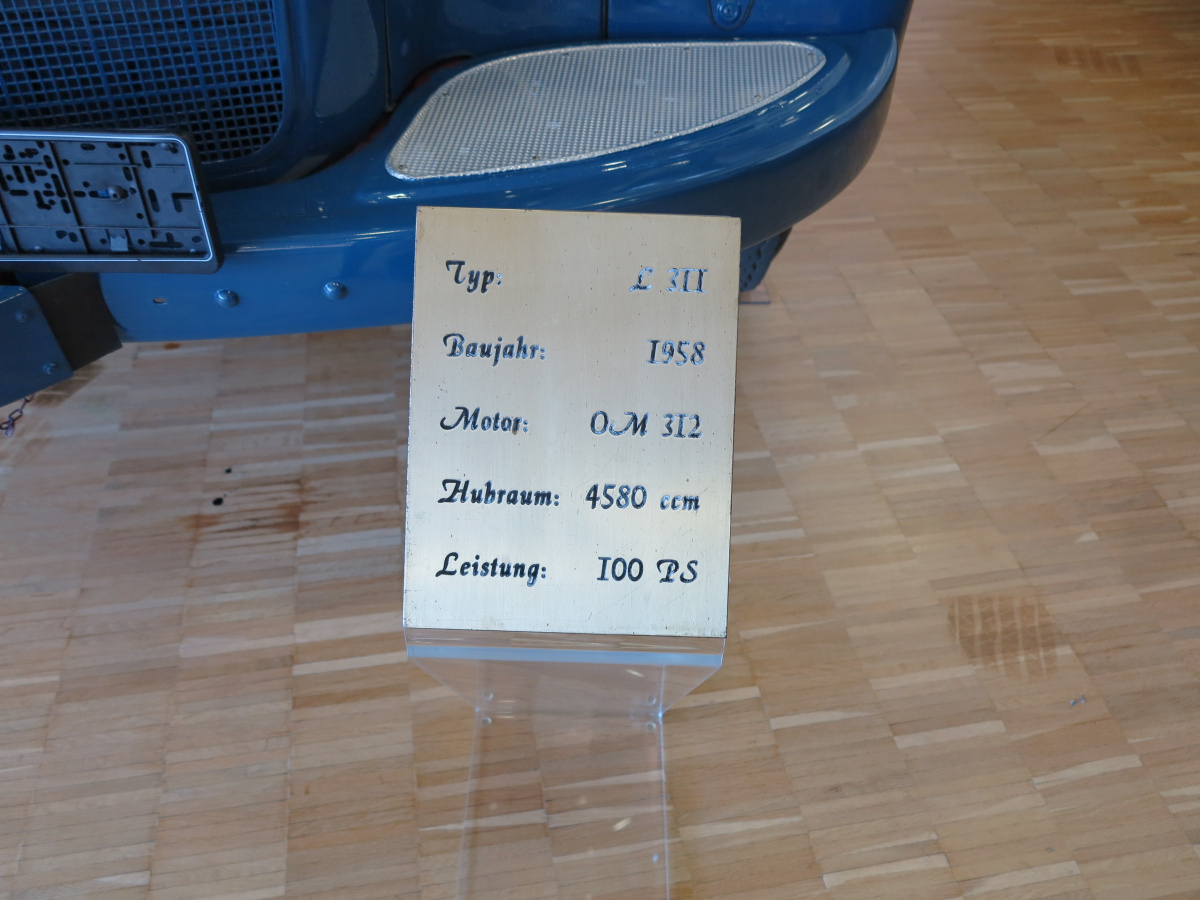 Typ: L 311
Baujahr: 1958
Motor: OM 312
Hubraum: 4580 ccm
Leistung: 100 PS